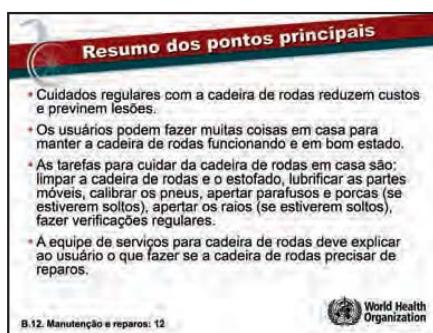 Resumo dos pontos principais
• Cuidados regulares com a cadeira de rodas reduzem custos
e previnem lesões.
• Os usuários podem fazer muitas coisas em casa para
manter a cadeira de rodas funcionando e em bom estado.
• As tarefas para cuidar da cadeira de rodas em casa são:
limpar a cadeira de rodas e o estofado, lubrificar as partes
móveis, calibrar os pneus, apertar parafusos e porcas (se
estiverem soltos), apertar os raios (se estiverem soltos),
fazer verificações regulares.
• A equipe de serviços para cadeira de rodas deve explicar
ao usuário o que fazer se a cadeira de rodas precisar de
reparos.
B.12. Manutenção e reparos: 12
World Health
Organization